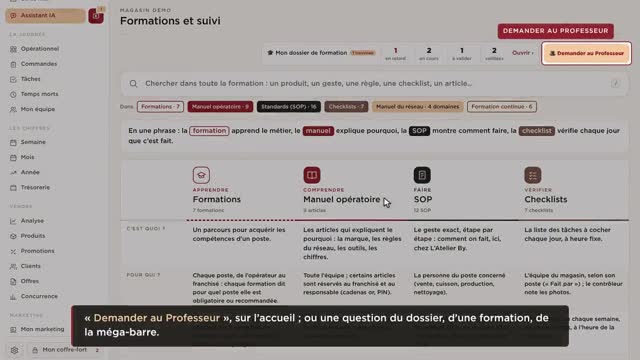 Assistant IA
LA JOURNÉE
Opérationnel
Commandes
Tâches
Temps morts
Mon équipe
LES CHIFFRES
Semaine
Mois
Année
Trésorerie
VENDRE
Analyse
Produits
Promotions
Clients
Offres
Concurrence
MARKETING
Mon marketing
Mon coffre-fort
2
MAGASIN DÉMO
Formations et suivi
DEMANDER AU PROFESSEUR
Mon dossier de formation
1 en retard
2 en cours
1 à valider
2 validées
Ouvrir ›
Demander au Professeur
Chercher dans toute la formation : un produit, un geste, une règle, une checklist, un article…
/
Dans
Formations · 7
Manuel opératoire · 9
Standards (SOP) · 16
Checklists · 7
Manuel du réseau · 4 domaines
Formation continue · 6
En une phrase : la formation apprend le métier, le manuel explique pourquoi, la SOP montre comment faire, la checklist vérifie chaque jour
que c'est fait.
APPRENDRE
Formations
7 formations
COMPRENDRE
Manuel opératoire
9 articles
FAIRE
SOP
12 SOP
VÉRIFIER
Checklists
7 checklists
C'EST QUOI ?
Un parcours pour acquérir les
compétences d'un poste.
Les articles qui expliquent le
pourquoi : la marque, les règles
du réseau, les outils, les
chiffres.
Le geste exact, étape par
étape : comment on fait, ici,
chez L'Atelier By.
La liste des tâches à cocher
chaque jour, à heure fixe.
POUR QUI ?
Chaque poste, de l'opérateur au
franchisé : chaque formation dit
pour quel poste elle est
obligatoire ou recommandée.
Toute l'équipe ; certains articles
sont réservés au franchisé et au
responsable (cadenas or, PIN).
La personne du poste concerné
(vente, cuisson, production,
nettoyage).
L'équipe du magasin, selon son
poste (« Fait par ») ; le contrôleur
note les photos.
« Demander au Professeur », sur l'accueil ; ou une question du dossier, d'une formation, de
la méga-barre.